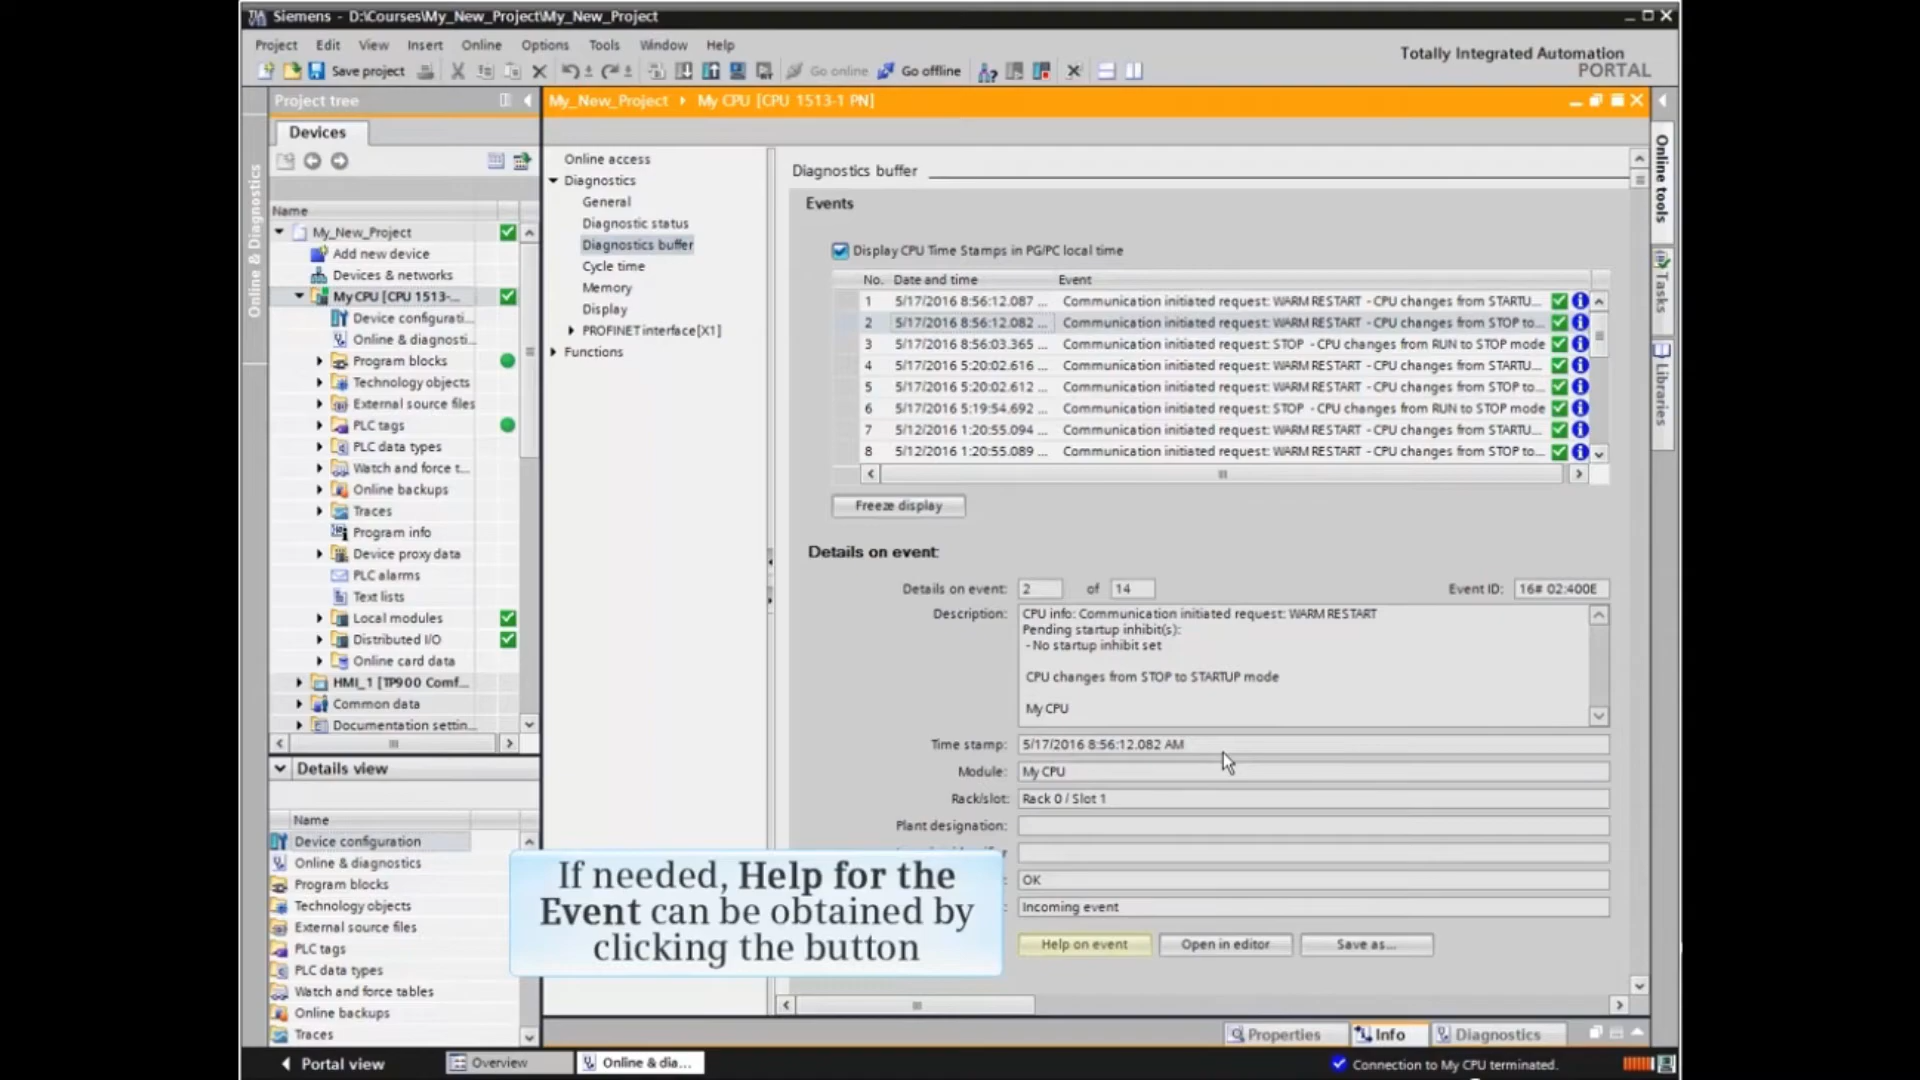 Siemens - D:\Courses\My_New_Project\My_New_Project
Project Edit View Insert Online Options Tools Window Help
Totally Integrated Automation
PORTAL
Save project Go online Go offline
Project tree
My_New_Project My CPU [CPU 1513-1 PN]
Devices
Online & Diagnostics
Name
My_New_Project
Add new device
Devices & networks
My CPU [CPU 1513-...
Device configurati...
Online & diagnosti...
Program blocks
Technology objects
External source files
PLC tags
PLC data types
Watch and force t...
Online backups
Traces
Program info
Device proxy data
PLC alarms
Text lists
Local modules
Distributed I/O
Online card data
HMI_1 [TP900 Comf...
Common data
Documentation settin...
Details view
Name
Device configuration
Online & diagnostics
Program blocks
Technology objects
External source files
PLC tags
PLC data types
Watch and force tables
Online backups
Traces
Online access
Diagnostics
General
Diagnostic status
Diagnostics buffer
Cycle time
Memory
Display
PROFINET interface [X1]
Functions
Diagnostics buffer
Events
Display CPU Time Stamps in PG/PC local time
No. Date and time Event
1 5/17/2016 8:56:12.087 ... Communication initiated request: WARM RESTART - CPU changes from STARTU...
2 5/17/2016 8:56:12.082 ... Communication initiated request: WARM RESTART - CPU changes from STOP to...
3 5/17/2016 8:56:03.365 ... Communication initiated request: STOP - CPU changes from RUN to STOP mode
4 5/17/2016 5:20:02.616 ... Communication initiated request: WARM RESTART - CPU changes from STARTU...
5 5/17/2016 5:20:02.612 ... Communication initiated request: WARM RESTART - CPU changes from STOP to...
6 5/17/2016 5:19:54.692 ... Communication initiated request: STOP - CPU changes from RUN to STOP mode
7 5/12/2016 1:20:55.094 ... Communication initiated request: WARM RESTART - CPU changes from STARTU...
8 5/12/2016 1:20:55.089 ... Communication initiated request: WARM RESTART - CPU changes from STOP to...
Freeze display
Details on event:
Details on event: 2 of 14 Event ID: 16# 02:400E
Description: CPU info: Communication initiated request: WARM RESTART
Pending startup inhibit(s):
- No startup inhibit set
CPU changes from STOP to STARTUP mode
My CPU
Time stamp: 5/17/2016 8:56:12.082 AM
Module: My CPU
Rack/slot: Rack 0 / Slot 1
Plant designation:
OK
Incoming event
If needed, Help for the
Event can be obtained by
clicking the button
Help on event Open in editor Save as...
Online tools
Tasks
Libraries
Properties Info Diagnostics
Portal view Overview Online & dia... Connection to My CPU terminated.